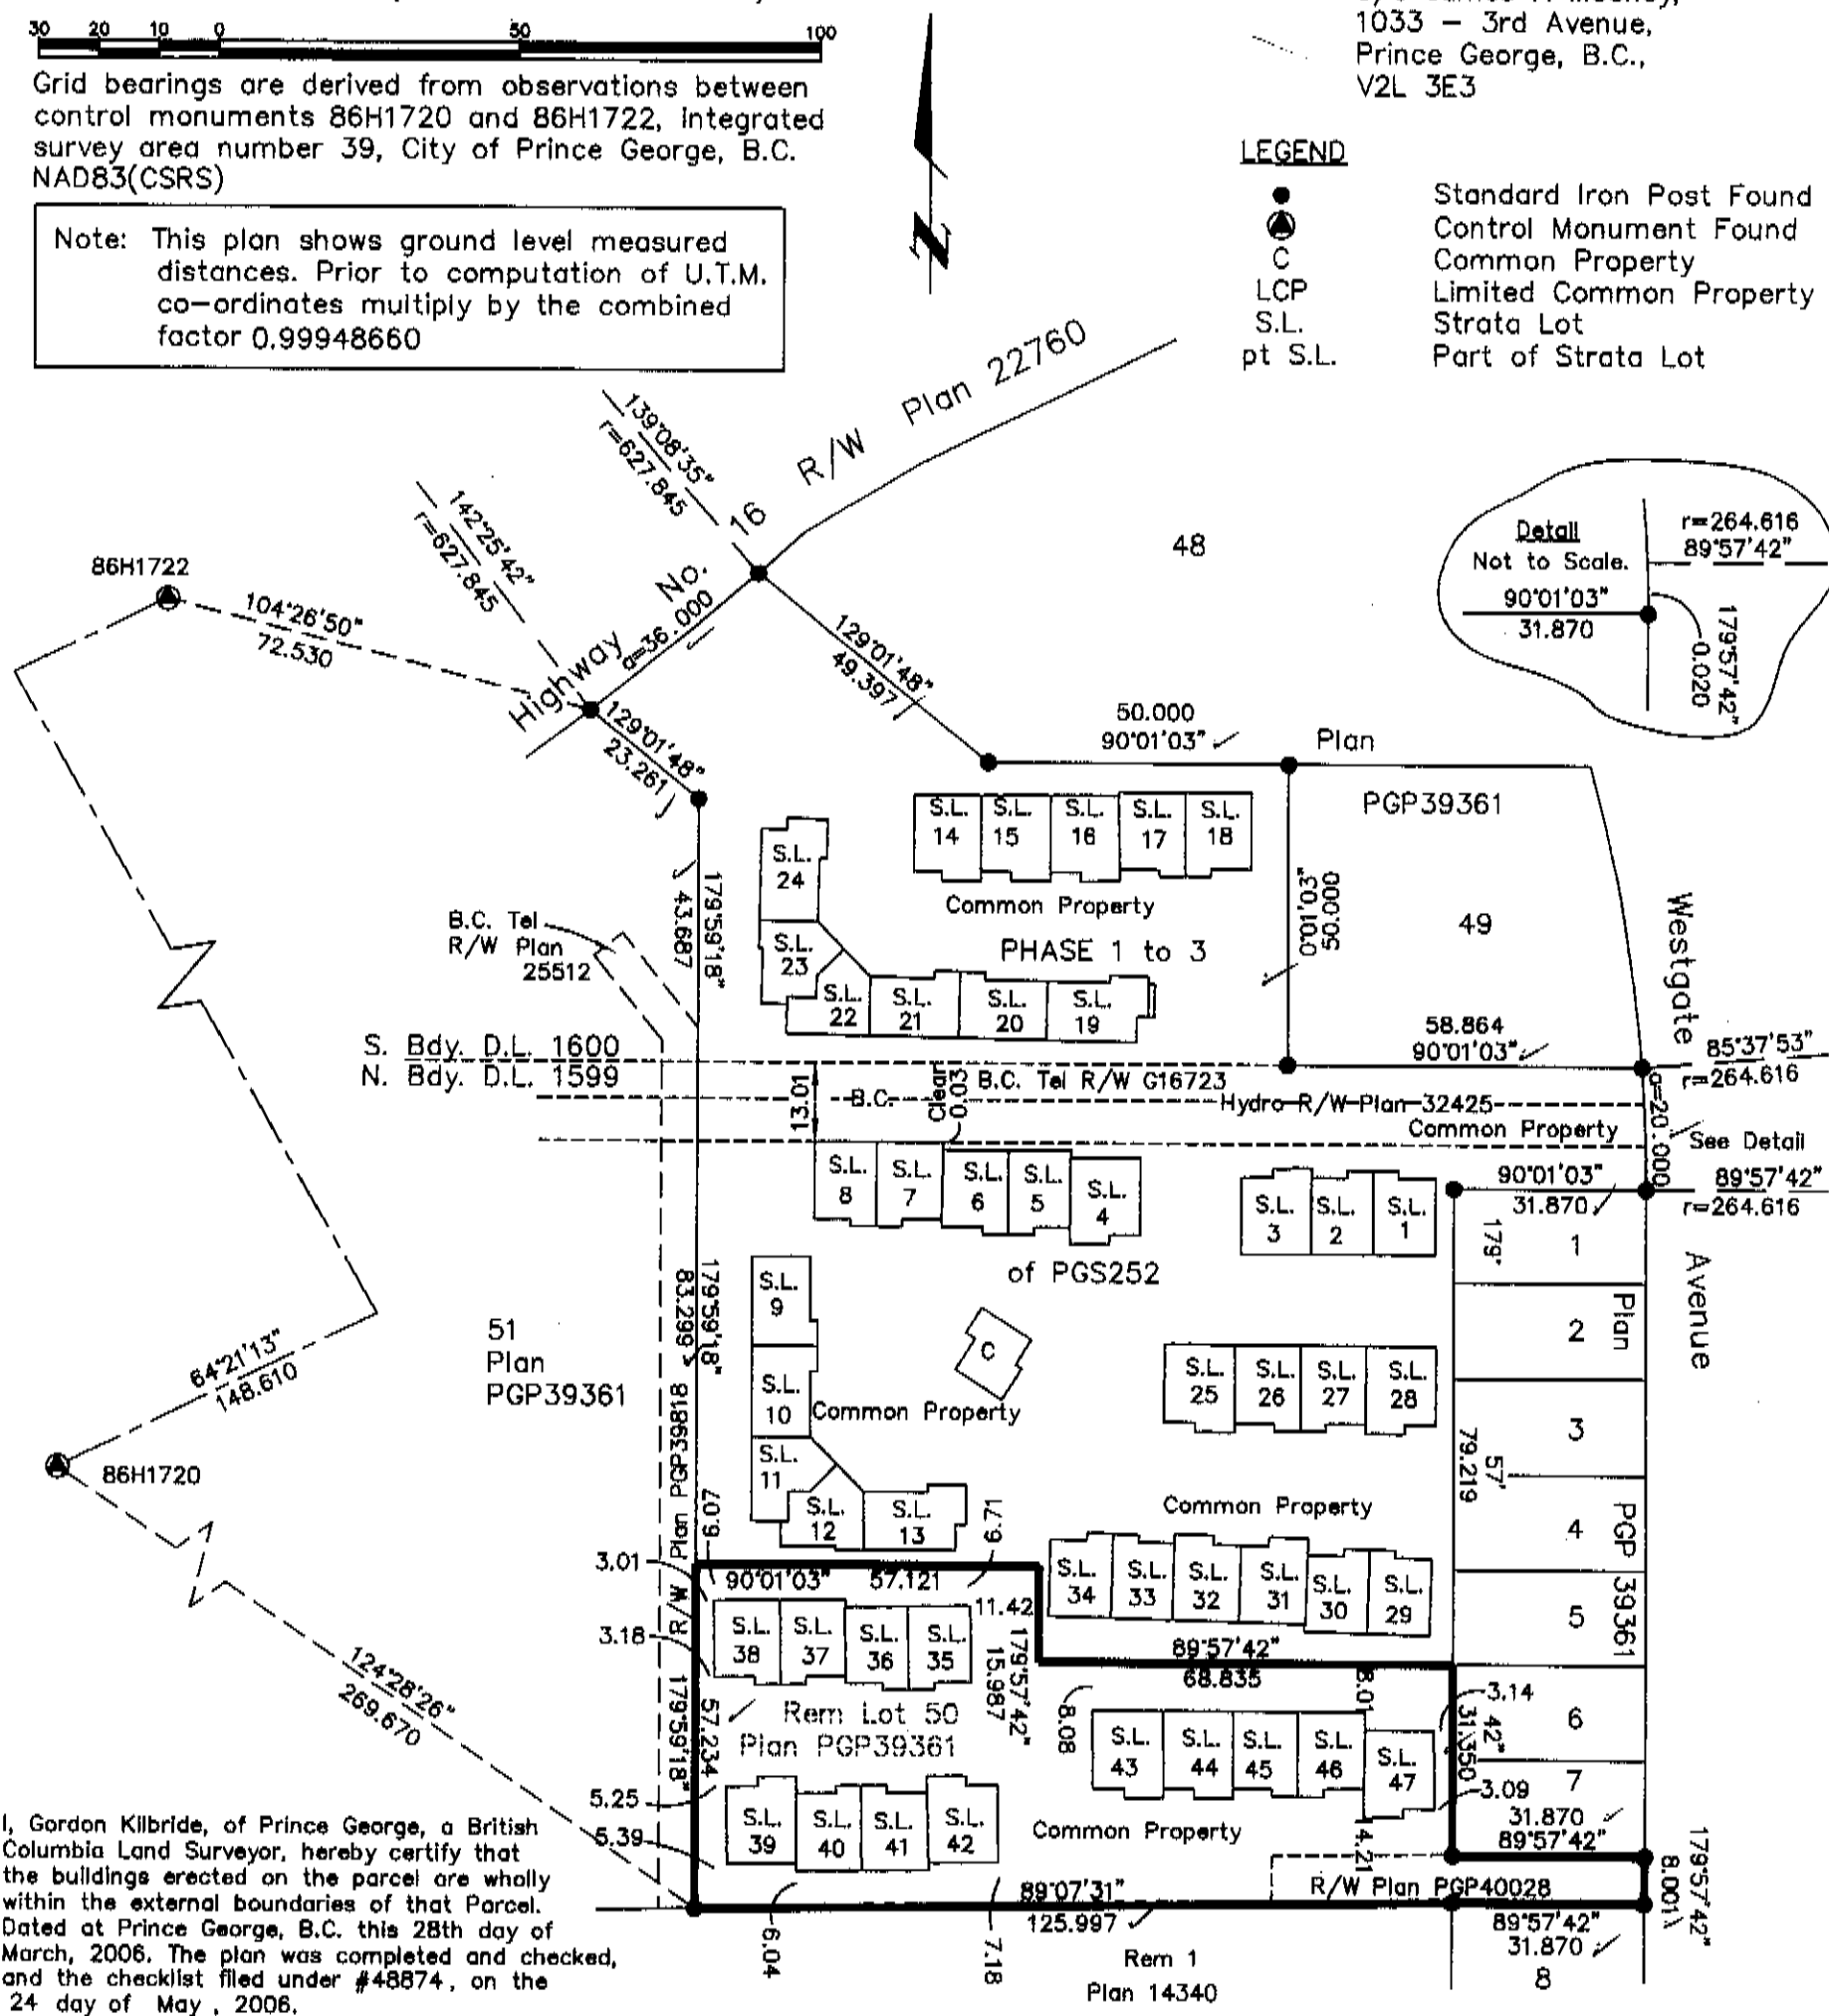 30 20 10 0 50 100
Grid bearings are derived from observations between
control monuments 86H1720 and 86H1722, integrated
survey area number 39, City of Prince George, B.C.
NAD83(CSRS)
Note: This plan shows ground level measured
distances. Prior to computation of U.T.M.
co-ordinates multiply by the combined
factor 0.99948660
N
1033 - 3rd Avenue,
Prince George, B.C.,
V2L 3E3
LEGEND
Standard Iron Post Found
Control Monument Found
C Common Property
LCP Limited Common Property
S.L. Strata Lot
pt S.L. Part of Strata Lot
R/W Plan 22760
139°08'35"
r=627.845
142°25'42"
r=627.845
Highway No. 16
a=36.000
86H1722
104°26'50"
72.530
129°01'48"
49.397
129°01'48"
23.261
48
Detail
Not to Scale.
r=264.616
89°57'42"
90°01'03"
31.870
0.020
179°57'42"
50.000
90°01'03"
Plan
PGP39361
S.L. 14
S.L. 15
S.L. 16
S.L. 17
S.L. 18
S.L. 24
Common Property
PHASE 1 to 3
S.L. 23
S.L. 22
S.L. 21
S.L. 20
S.L. 19
179°59'18"
43.687
B.C. Tel
R/W Plan
25512
0°01'03"
50.000
49
Westgate Avenue
S. Bdy. D.L. 1600
N. Bdy. D.L. 1599
58.864
90°01'03"
85°37'53"
r=264.616
a=20.000
13.01
B.C.
Clear
0.03
B.C. Tel R/W G16723
Hydro R/W Plan 32425
Common Property
See Detail
90°01'03"
31.870
89°57'42"
r=264.616
S.L. 8
S.L. 7
S.L. 6
S.L. 5
S.L. 4
S.L. 3
S.L. 2
S.L. 1
of PGS252
179°59'18"
83.299
S.L. 9
S.L. 10
S.L. 11
S.L. 12
S.L. 13
C
Common Property
S.L. 25
S.L. 26
S.L. 27
S.L. 28
179° 57' 42"
79.219
1
2
3
4
5
6
7
Plan PGP 39361
51
Plan
PGP39361
64°21'13"
148.610
86H1720
R/W Plan PGP39818
Common Property
S.L. 34
S.L. 33
S.L. 32
S.L. 31
S.L. 30
S.L. 29
3.01
6.07
90°01'03" 57.121
6.71
11.42
3.18
S.L. 38
S.L. 37
S.L. 36
S.L. 35
179°57'42"
15.987
89°57'42"
68.835
124°28'26"
269.670
179°59'18"
57.234
Rem Lot 50
Plan PGP39361
8.08
8.01
3.14
31.350
S.L. 43
S.L. 44
S.L. 45
S.L. 46
S.L. 47
3.09
31.870
89°57'42"
5.25
5.39
S.L. 39
S.L. 40
S.L. 41
S.L. 42
Common Property
14.21
R/W Plan PGP40028
179°57'42"
8.001
89°07'31"
125.997
89°57'42"
31.870
6.04
7.18
Rem 1
Plan 14340
8
I, Gordon Kilbride, of Prince George, a British
Columbia Land Surveyor, hereby certify that
the buildings erected on the parcel are wholly
within the external boundaries of that Parcel.
Dated at Prince George, B.C. this 28th day of
March, 2006. The plan was completed and checked,
and the checklist filed under #48874, on the
24 day of May, 2006.